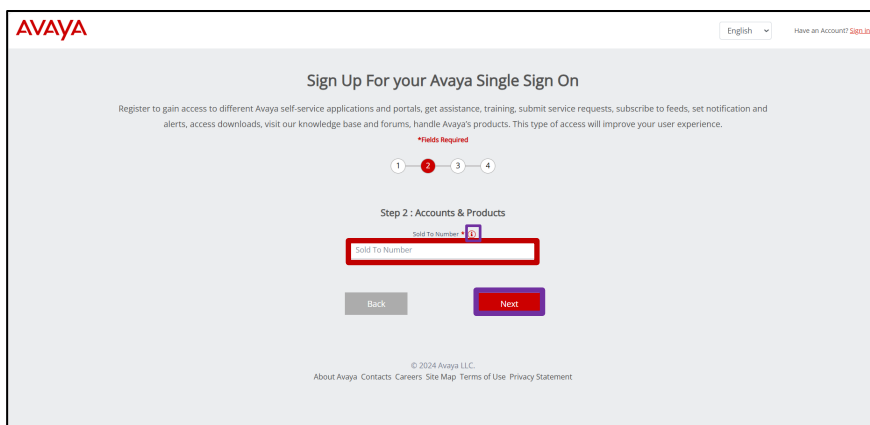 AVAYA
English
Have an Account? Sign in
Sign Up For your Avaya Single Sign On
Register to gain access to different Avaya self-service applications and portals, get assistance, training, submit service requests, subscribe to feeds, set notification and
alerts, access downloads, visit our knowledge base and forums, handle Avaya's products. This type of access will improve your user experience.
*Fields Required
1 2 3 4
Step 2 : Accounts & Products
Sold To Number *
Sold To Number
Back Next
© 2024 Avaya LLC.
About Avaya Contacts Careers Site Map Terms of Use Privacy Statement